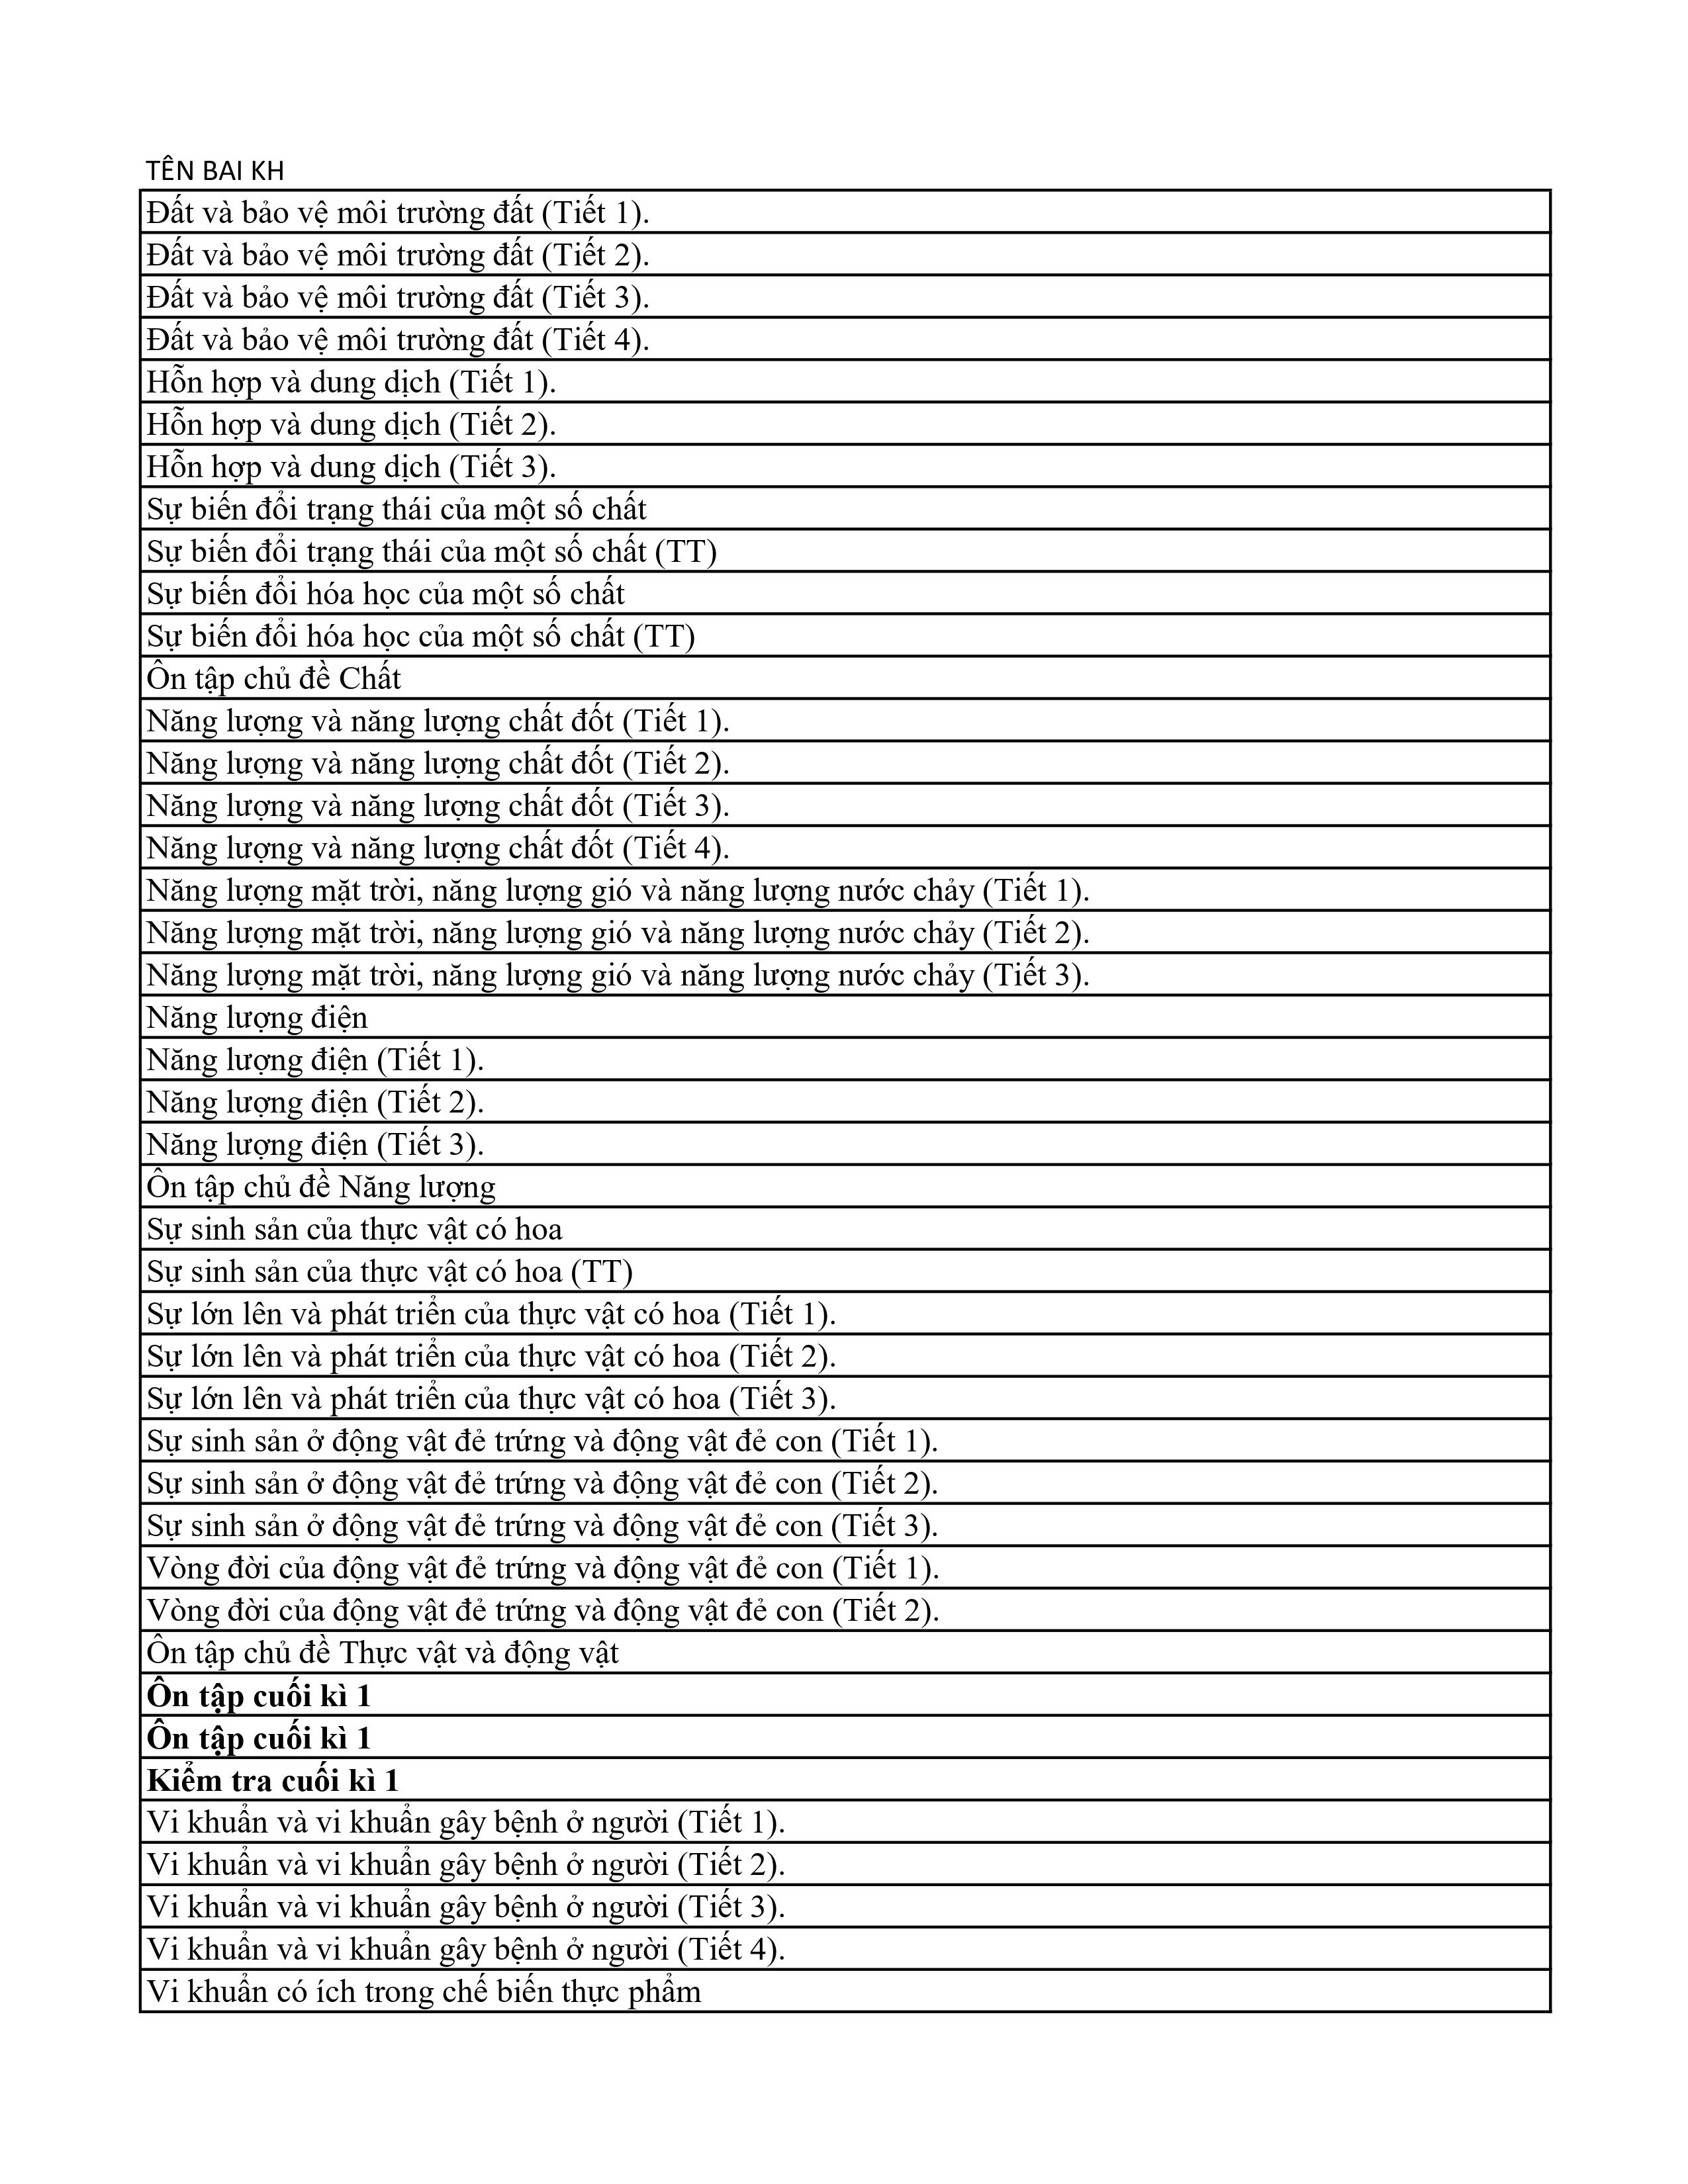 TÊN BAI KH
Đất và bảo vệ môi trường đất (Tiết 1).
Đất và bảo vệ môi trường đất (Tiết 2).
Đất và bảo vệ môi trường đất (Tiết 3).
Đất và bảo vệ môi trường đất (Tiết 4).
Hỗn hợp và dung dịch (Tiết 1).
Hỗn hợp và dung dịch (Tiết 2).
Hỗn hợp và dung dịch (Tiết 3).
Sự biến đổi trạng thái của một số chất
Sự biến đổi trạng thái của một số chất (TT)
Sự biến đổi hóa học của một số chất
Sự biến đổi hóa học của một số chất (TT)
Ôn tập chủ đề Chất
Năng lượng và năng lượng chất đốt (Tiết 1).
Năng lượng và năng lượng chất đốt (Tiết 2).
Năng lượng và năng lượng chất đốt (Tiết 3).
Năng lượng và năng lượng chất đốt (Tiết 4).
Năng lượng mặt trời, năng lượng gió và năng lượng nước chảy (Tiết 1).
Năng lượng mặt trời, năng lượng gió và năng lượng nước chảy (Tiết 2).
Năng lượng mặt trời, năng lượng gió và năng lượng nước chảy (Tiết 3).
Năng lượng điện
Năng lượng điện (Tiết 1).
Năng lượng điện (Tiết 2).
Năng lượng điện (Tiết 3).
Ôn tập chủ đề Năng lượng
Sự sinh sản của thực vật có hoa
Sự sinh sản của thực vật có hoa (TT)
Sự lớn lên và phát triển của thực vật có hoa (Tiết 1).
Sự lớn lên và phát triển của thực vật có hoa (Tiết 2).
Sự lớn lên và phát triển của thực vật có hoa (Tiết 3).
Sự sinh sản ở động vật đẻ trứng và động vật đẻ con (Tiết 1).
Sự sinh sản ở động vật đẻ trứng và động vật đẻ con (Tiết 2).
Sự sinh sản ở động vật đẻ trứng và động vật đẻ con (Tiết 3).
Vòng đời của động vật đẻ trứng và động vật đẻ con (Tiết 1).
Vòng đời của động vật đẻ trứng và động vật đẻ con (Tiết 2).
Ôn tập chủ đề Thực vật và động vật
Ôn tập cuối kì 1
Ôn tập cuối kì 1
Kiểm tra cuối kì 1
Vi khuẩn và vi khuẩn gây bệnh ở người (Tiết 1).
Vi khuẩn và vi khuẩn gây bệnh ở người (Tiết 2).
Vi khuẩn và vi khuẩn gây bệnh ở người (Tiết 3).
Vi khuẩn và vi khuẩn gây bệnh ở người (Tiết 4).
Vi khuẩn có ích trong chế biến thực phẩm